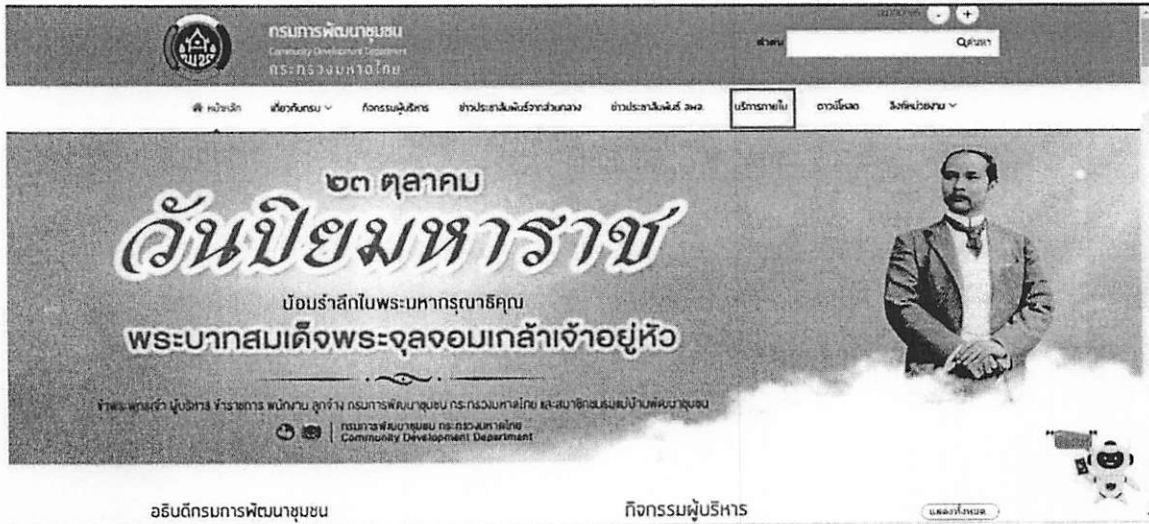 กรมการพัฒนาชุมชน
Community Development Department
กระทรวงมหาดไทย
- +
คำค้น
ค้นหา
หน้าหลัก เกี่ยวกับกรม กิจกรรมผู้บริหาร ข่าวประชาสัมพันธ์จากส่วนกลาง ข่าวประชาสัมพันธ์ สพจ. บริการภายใน ดาวน์โหลด ลิงก์หน่วยงาน
๒๓ ตุลาคม
วันปิยมหาราช
น้อมรำลึกในพระมหากรุณาธิคุณ
พระบาทสมเด็จพระจุลจอมเกล้าเจ้าอยู่หัว
ข้าพระพุทธเจ้า ผู้บริหาร ข้าราชการ พนักงาน ลูกจ้าง กรมการพัฒนาชุมชน กระทรวงมหาดไทย และสมาชิกชมรมแม่บ้านพัฒนาชุมชน
กรมการพัฒนาชุมชน กระทรวงมหาดไทย
Community Development Department
อธิบดีกรมการพัฒนาชุมชน
กิจกรรมผู้บริหาร
แสดงทั้งหมด